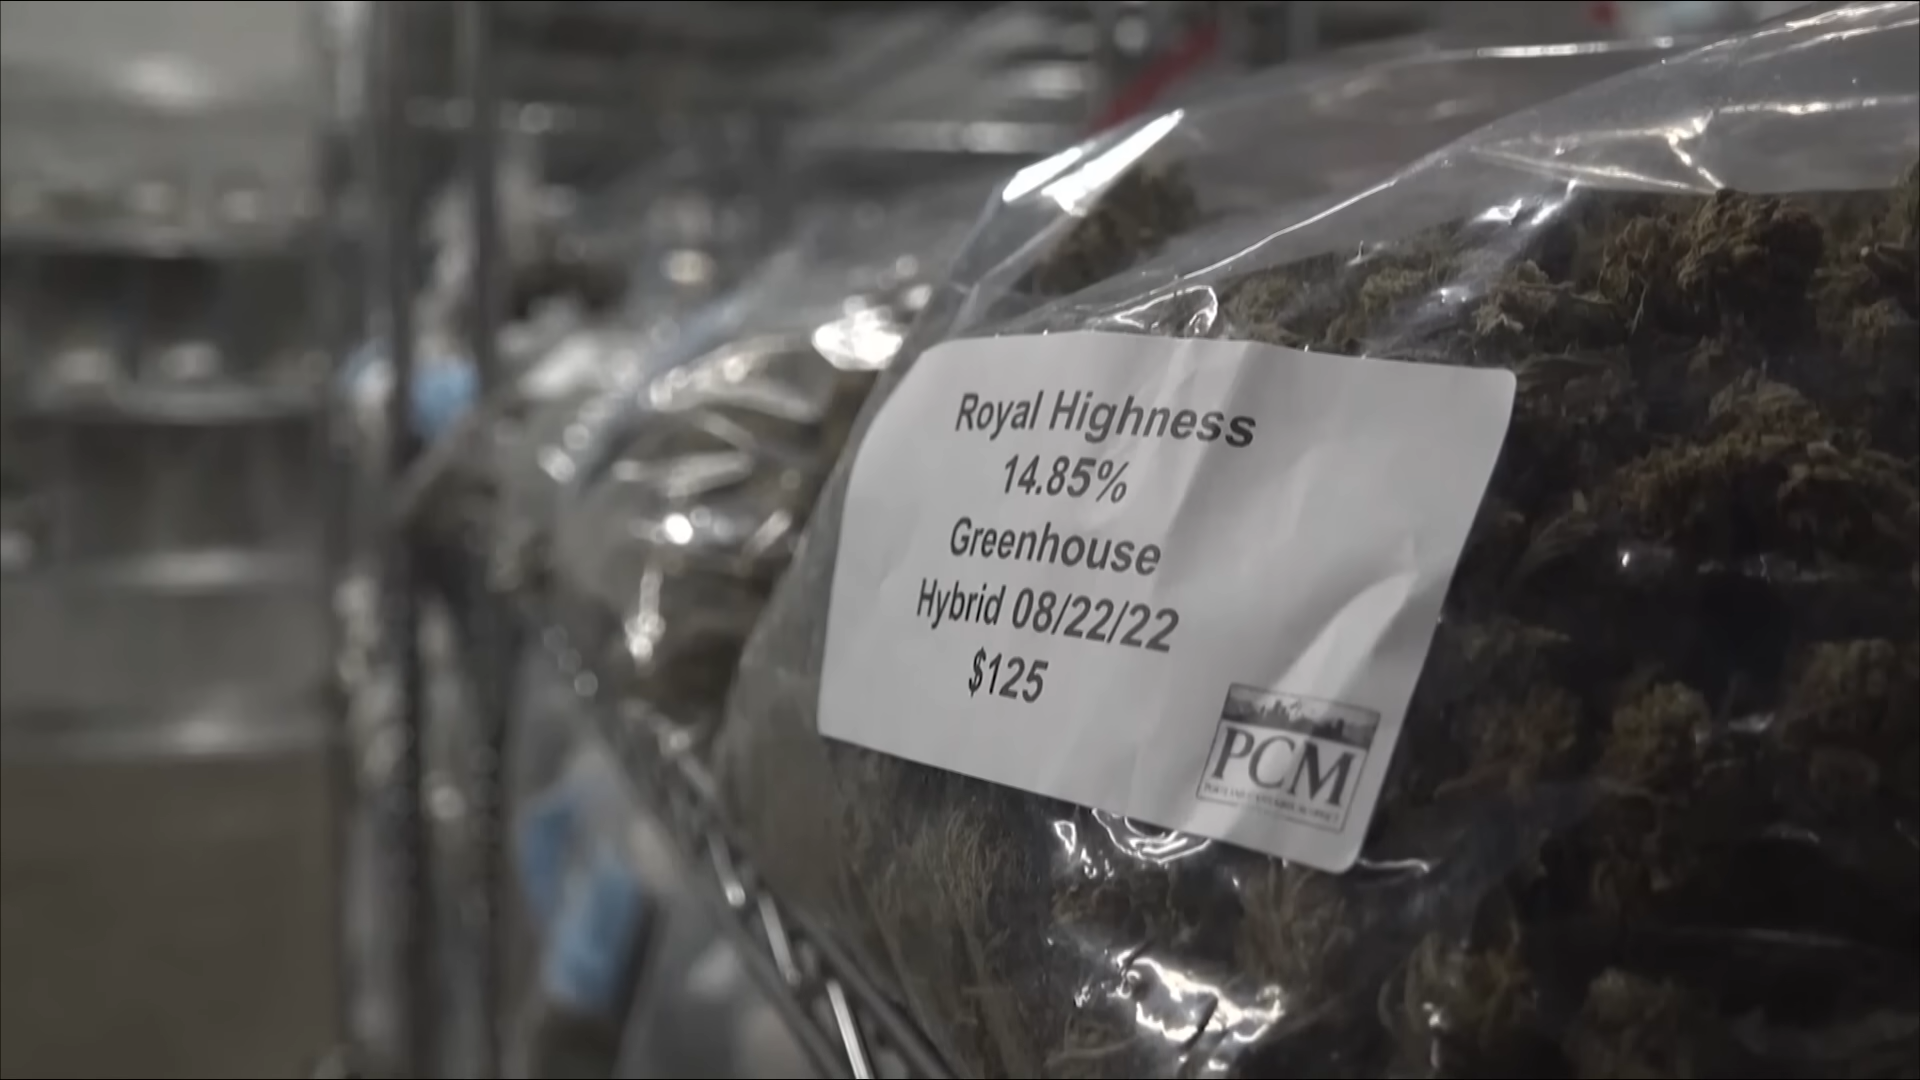 Royal Highness
14.85%
Greenhouse
Hybrid 08/22/22
$125
PCM